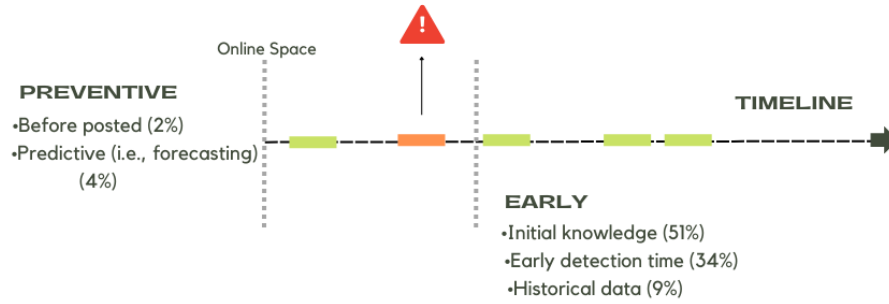 !
Online Space
PREVENTIVE
•Before posted (2%)
•Predictive (i.e., forecasting)
(4%)
TIMELINE
EARLY
•Initial knowledge (51%)
•Early detection time (34%)
•Historical data (9%)